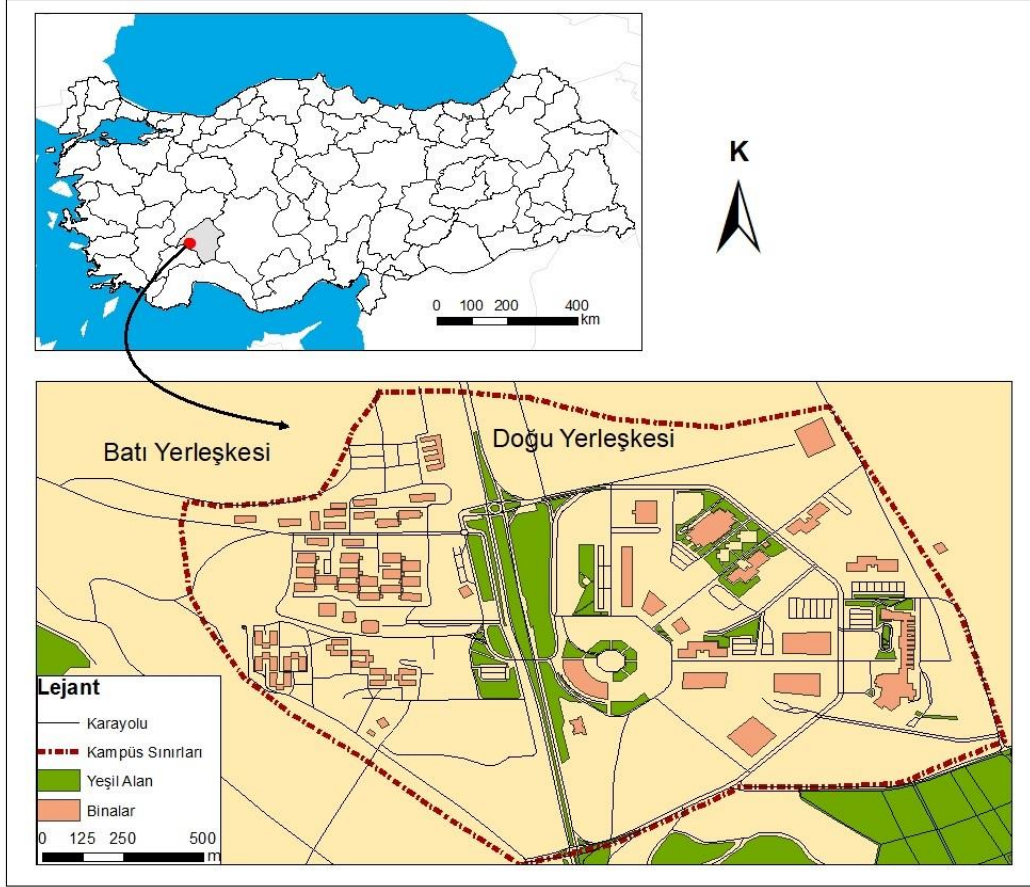 K
0 100 200 400
km
Batı Yerleşkesi
Doğu Yerleşkesi
Lejant
Karayolu
Kampüs Sınırları
Yeşil Alan
Binalar
0 125 250 500
m